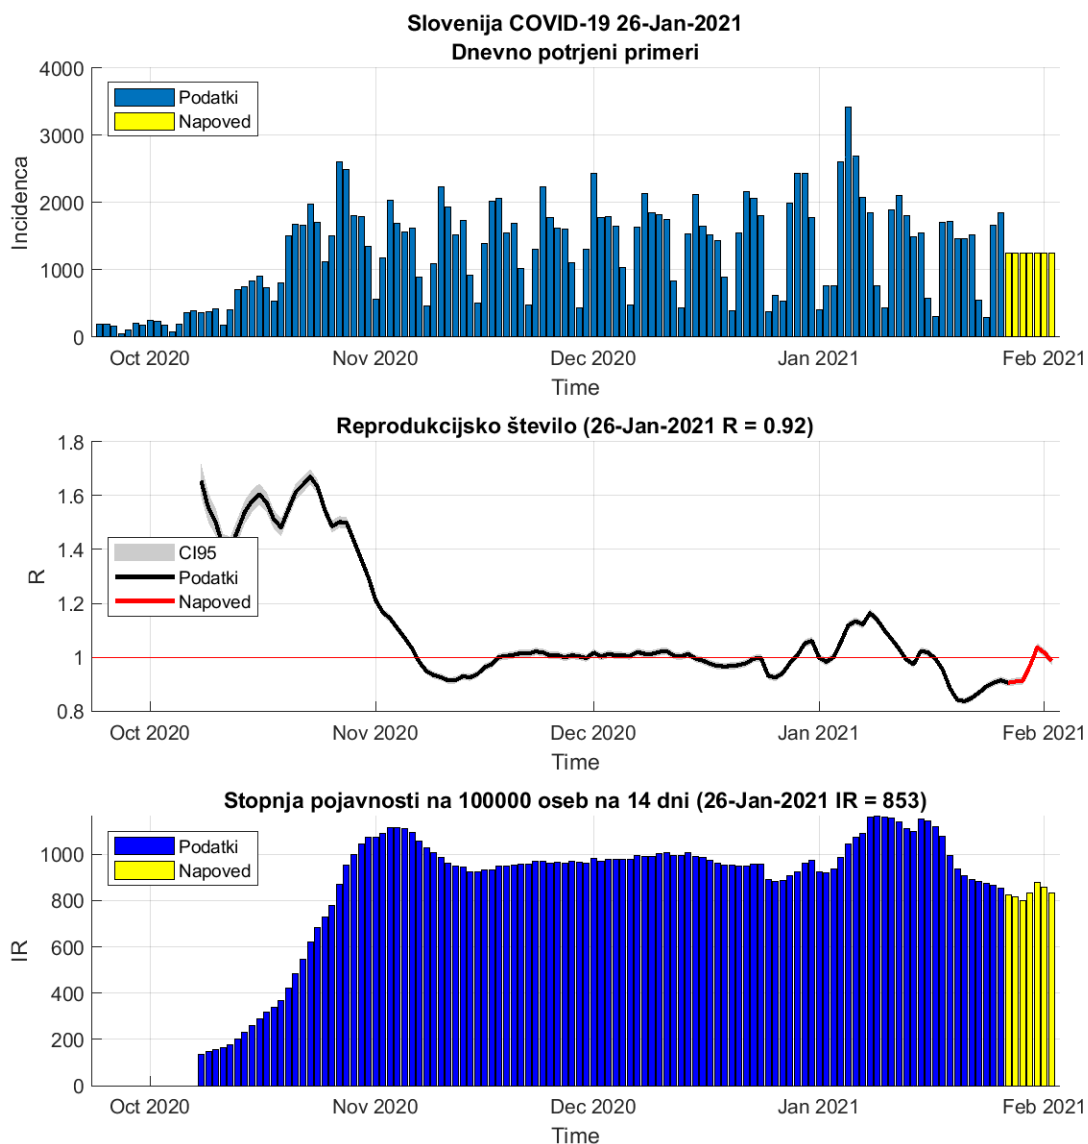 Slovenija COVID-19 26-Jan-2021
Dnevno potrjeni primeri
4000
3000
2000
1000
0
Incidenca
Podatki
Napoved
Oct 2020 Nov 2020 Dec 2020 Jan 2021 Feb 2021
Time
Reprodukcijsko število (26-Jan-2021 R = 0.92)
1.8
1.6
1.4
1.2
1
0.8
R
CI95
Podatki
Napoved
Oct 2020 Nov 2020 Dec 2020 Jan 2021 Feb 2021
Time
Stopnja pojavnosti na 100000 oseb na 14 dni (26-Jan-2021 IR = 853)
1000
800
600
400
200
0
IR
Podatki
Napoved
Oct 2020 Nov 2020 Dec 2020 Jan 2021 Feb 2021
Time